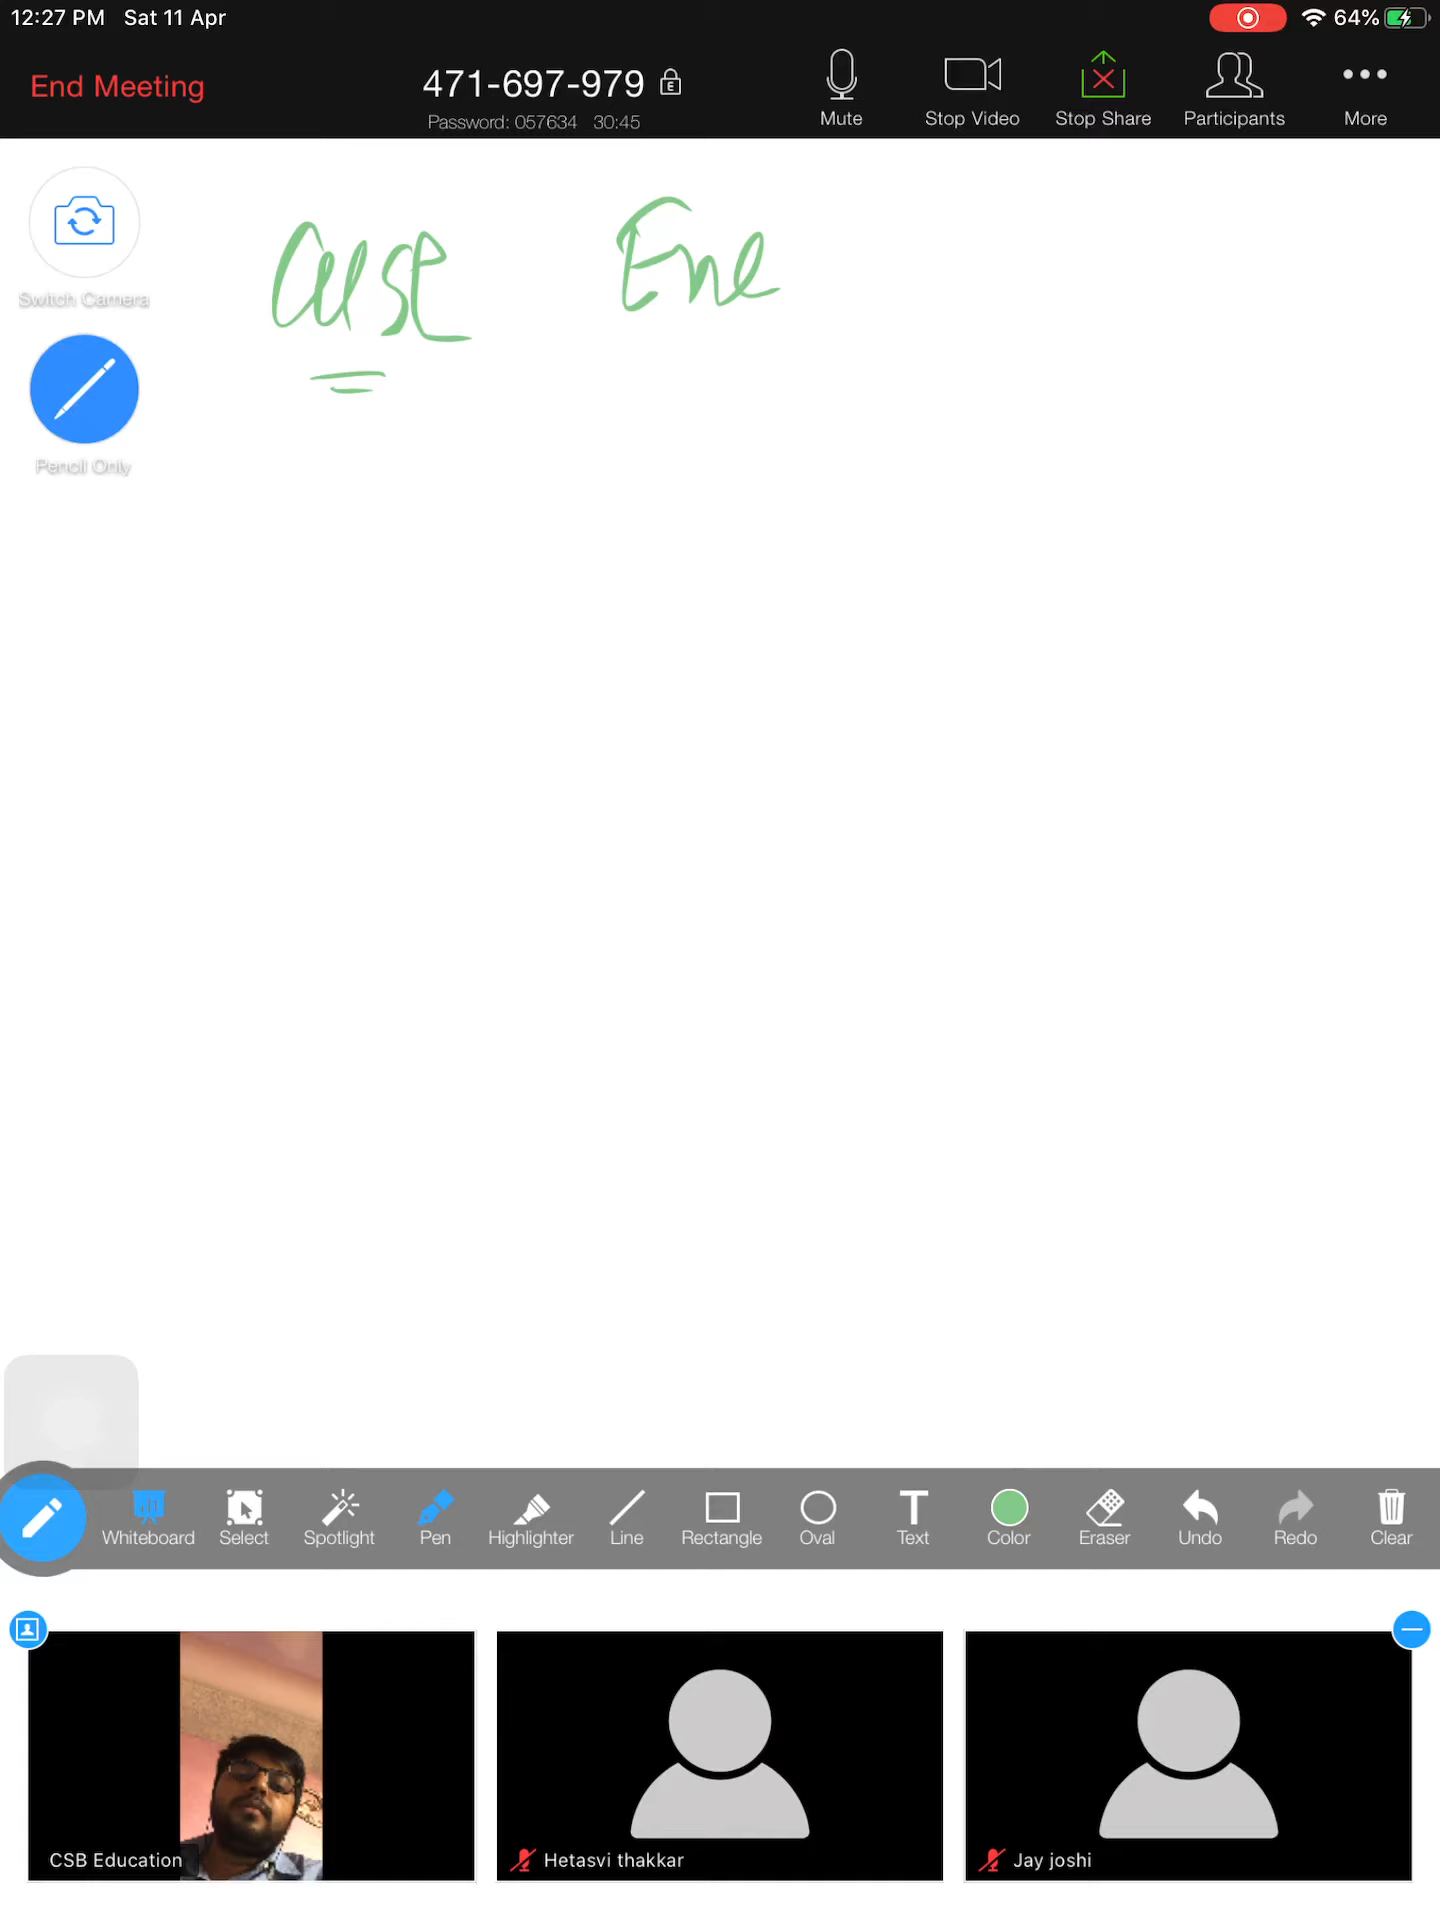 12:27 PM Sat 11 Apr 64%
End Meeting 471-697-979 Mute Stop Video Stop Share Participants More
Password: 057634 30:45
Switch Camera
Pencil Only
Ene
Whiteboard Select Spotlight Pen Highlighter Line Rectangle Oval Text Color Eraser Undo Redo Clear
CSB Education Hetasvi thakkar Jay joshi